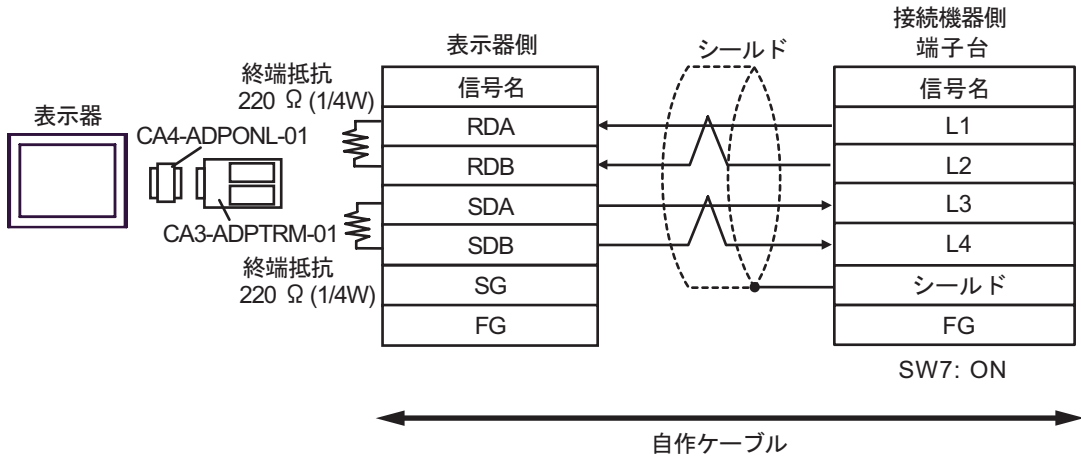 表示器
CA4-ADPONL-01
CA3-ADPTRM-01
終端抵抗
220 Ω (1/4W)
終端抵抗
220 Ω (1/4W)
表示器側
信号名
RDA
RDB
SDA
SDB
SG
FG
シールド
接続機器側
端子台
信号名
L1
L2
L3
L4
シールド
FG
SW7: ON
自作ケーブル